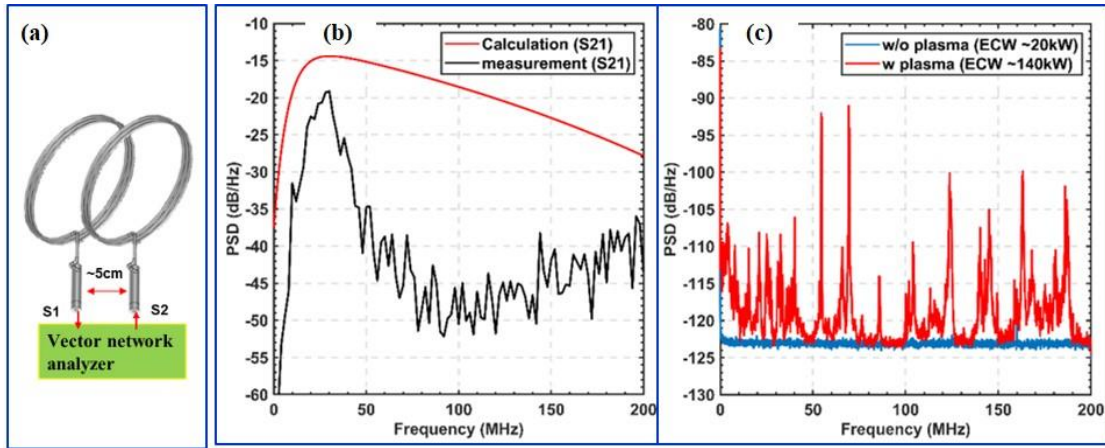 (a)
~5cm
S1
S2
Vector network
analyzer
(b)
Calculation (S21)
measurement (S21)
PSD (dB/Hz)
-10
-15
-20
-25
-30
-35
-40
-45
-50
-55
-60
0
50
100
150
200
Frequency (MHz)
(c)
w/o plasma (ECW ~20kW)
w plasma (ECW ~140kW)
PSD (dB/Hz)
-80
-85
-90
-95
-100
-105
-110
-115
-120
-125
-130
0
50
100
150
200
Frequency (MHz)